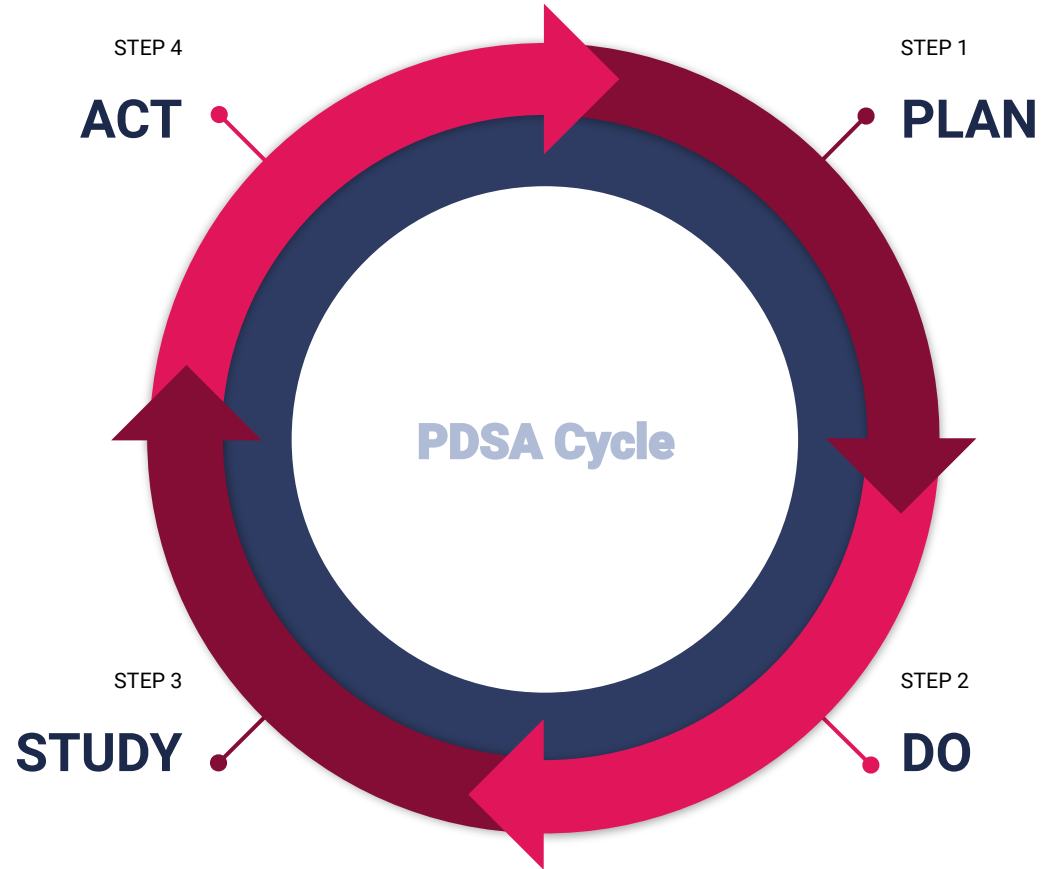 STEP 4
ACT
STEP 1
PLAN
PDSA Cycle
STEP 3
STUDY
STEP 2
DO